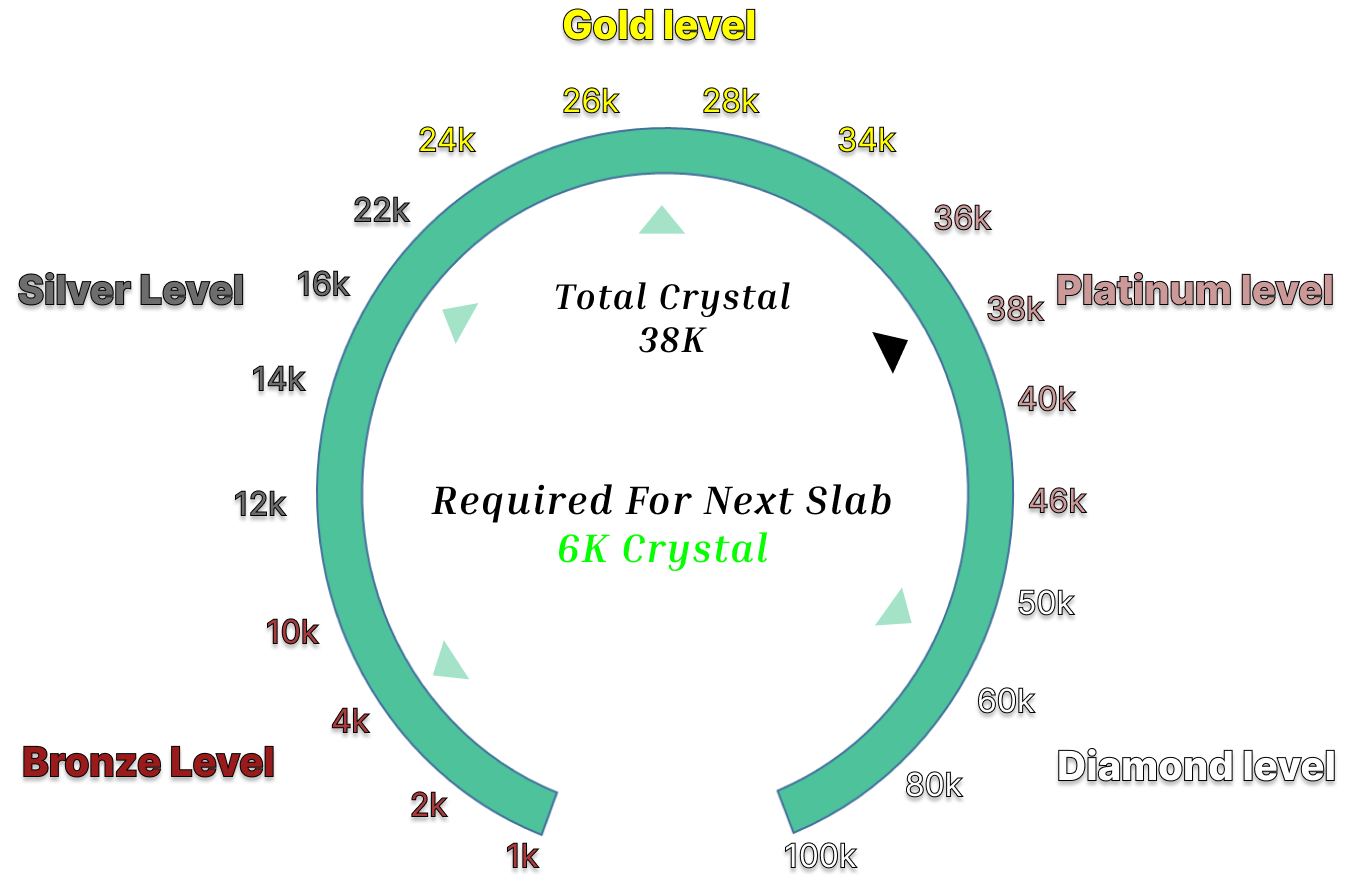 Gold level
26k
28k
24k
34k
22k
36k
Silver Level
16k
Platinum level
38k
Total Crystal
38K
14k
40k
12k
46k
Required For Next Slab
6K Crystal
50k
10k
60k
4k
Bronze Level
Diamond level
80k
2k
1k
100k